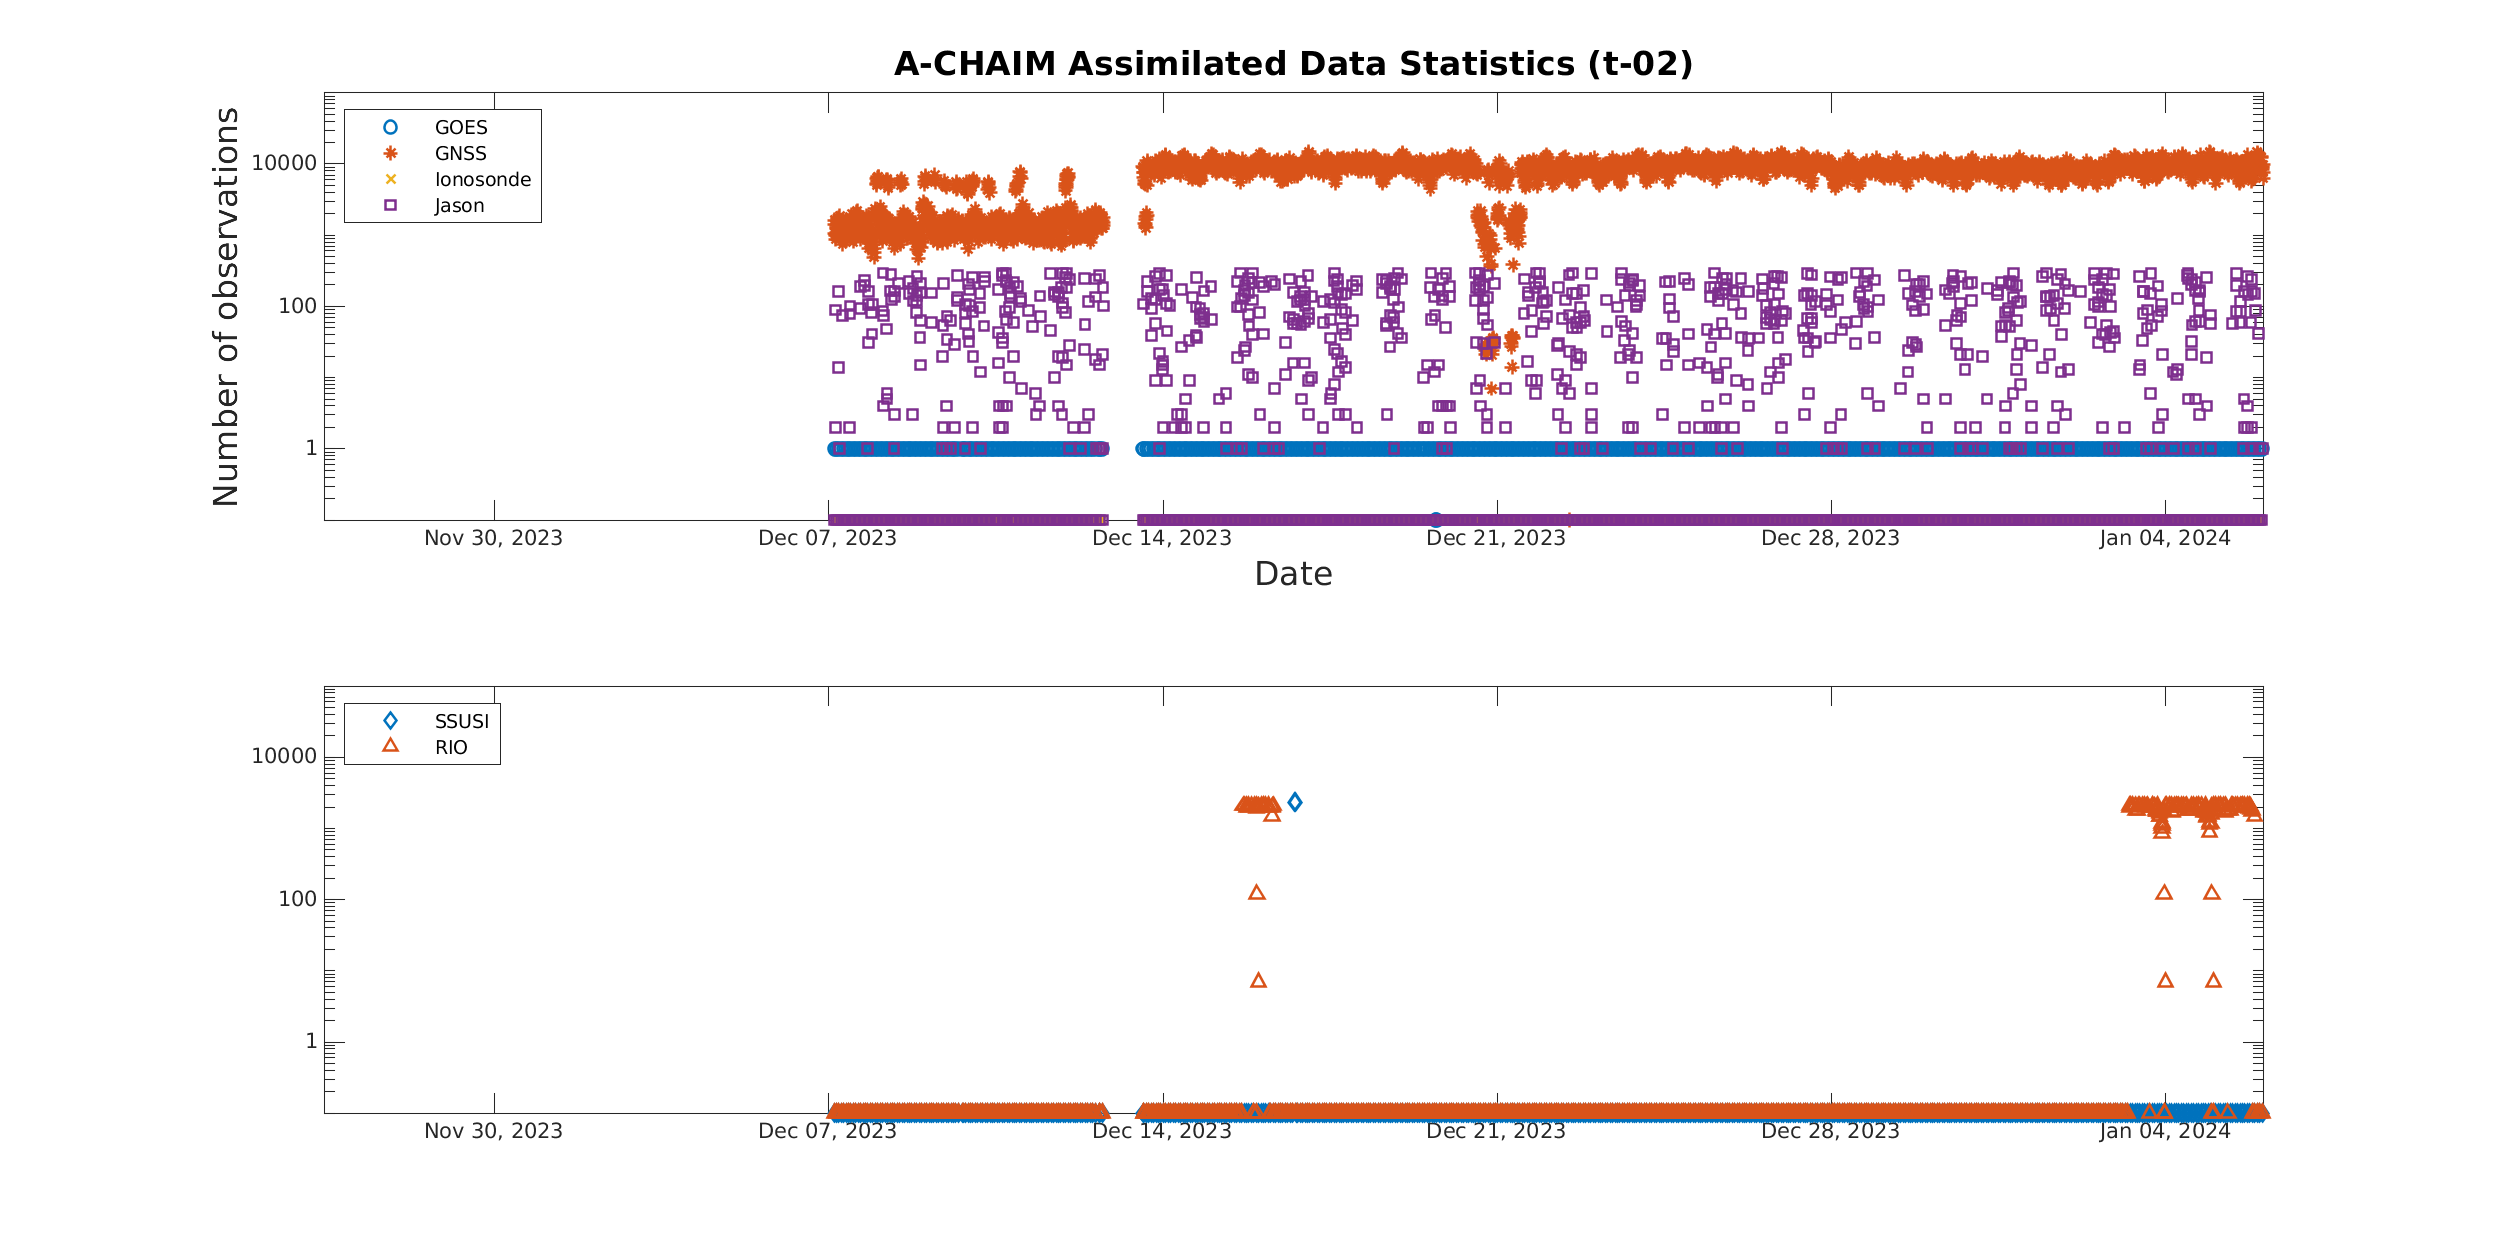 A-CHAIM Assimilated Data Statistics (t-02)
Number of observations
10000
100
1
GOES
GNSS
Ionosonde
Jason
Nov 30, 2023
Dec 07, 2023
Dec 14, 2023
Dec 21, 2023
Dec 28, 2023
Jan 04, 2024
Date
10000
100
1
SSUSI
RIO
Nov 30, 2023
Dec 07, 2023
Dec 14, 2023
Dec 21, 2023
Dec 28, 2023
Jan 04, 2024